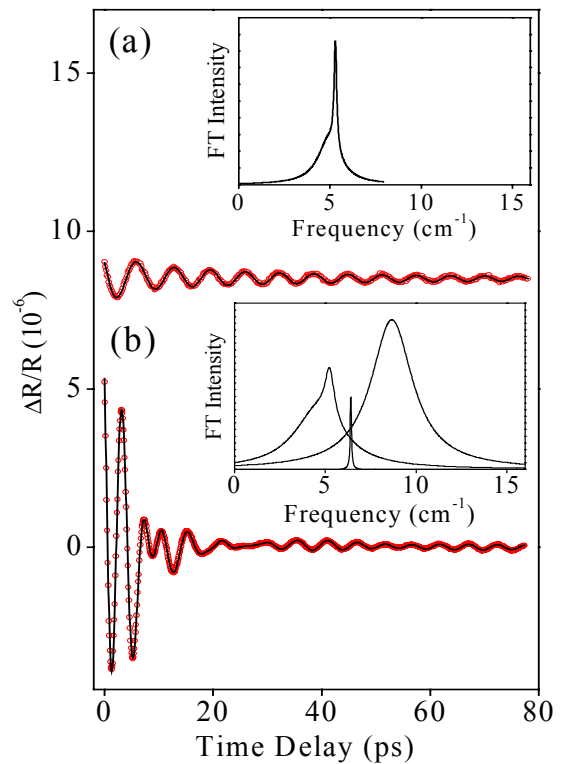 (a)
15
10
5
0
ΔR/R (10⁻⁶)
FT Intensity
0 5 10 15
Frequency (cm⁻¹)
(b)
FT Intensity
0 5 10 15
Frequency (cm⁻¹)
0 20 40 60 80
Time Delay (ps)